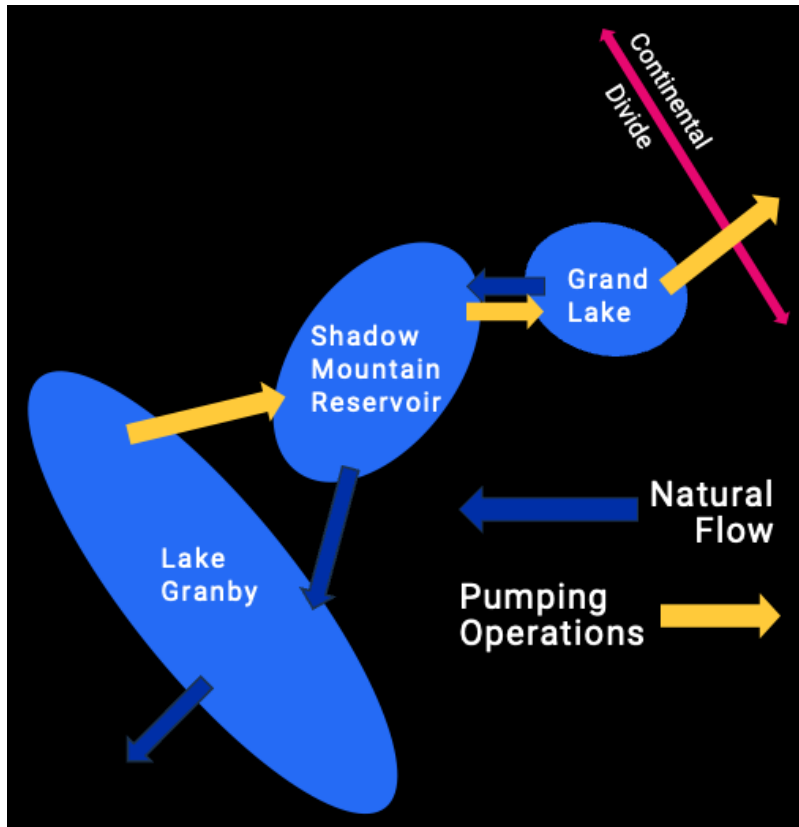 Continental
Divide
Grand
Lake
Shadow
Mountain
Reservoir
Natural
Flow
Lake
Granby
Pumping
Operations